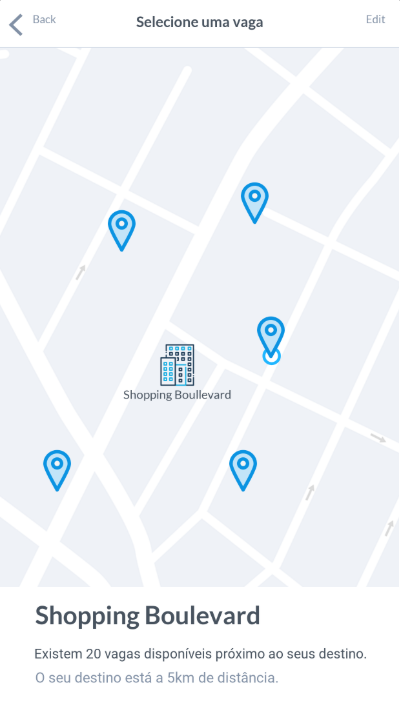 Back
Selecione uma vaga
Edit
Shopping Boullevard
Shopping Boulevard
Existem 20 vagas disponíveis próximo ao seus destino.
O seu destino está a 5km de distância.